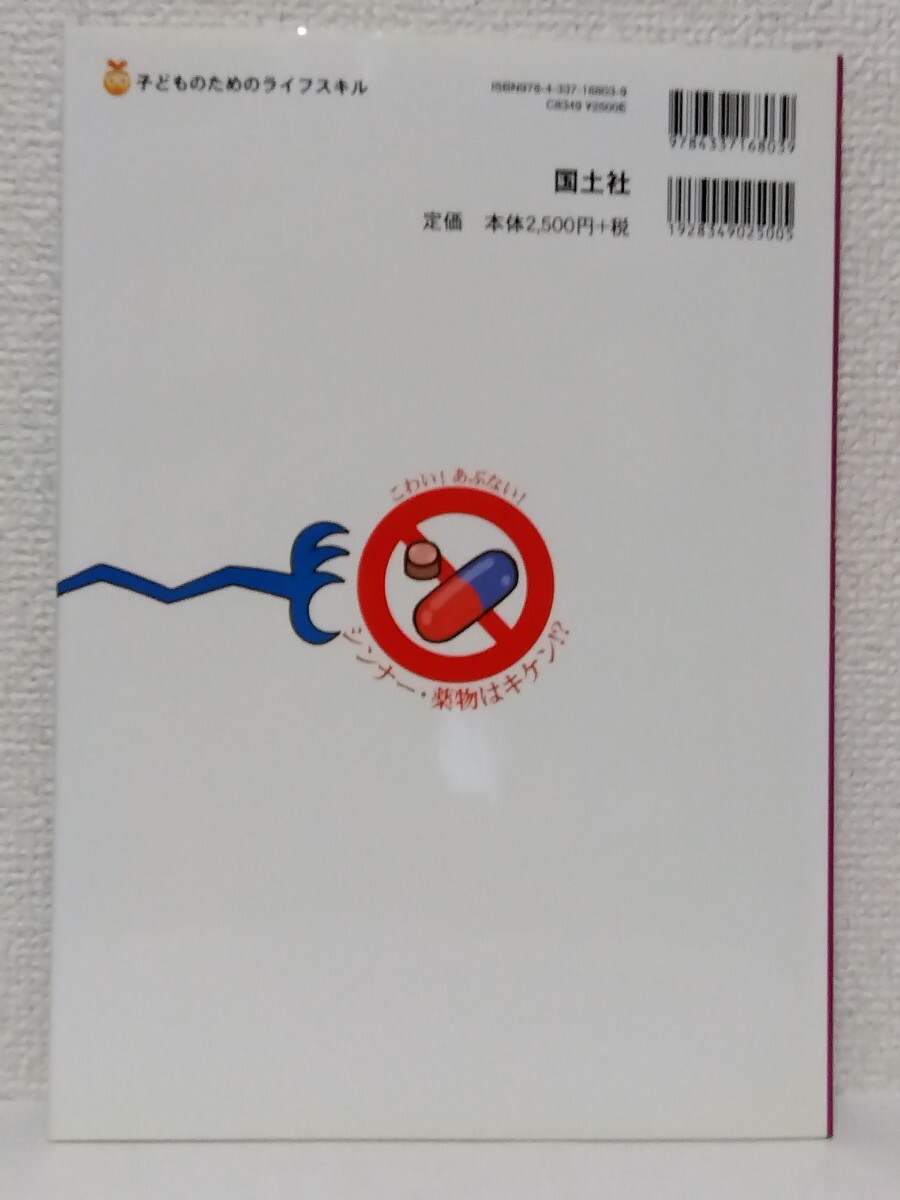 子どものためのライフスキル
ISBN978-4-337-16803-9
C8349 ¥2500E
9784337168039
国土社
定価 本体2,500円+税
1928349025005
こわい!あぶない!
シンナー・薬物はキケン!?